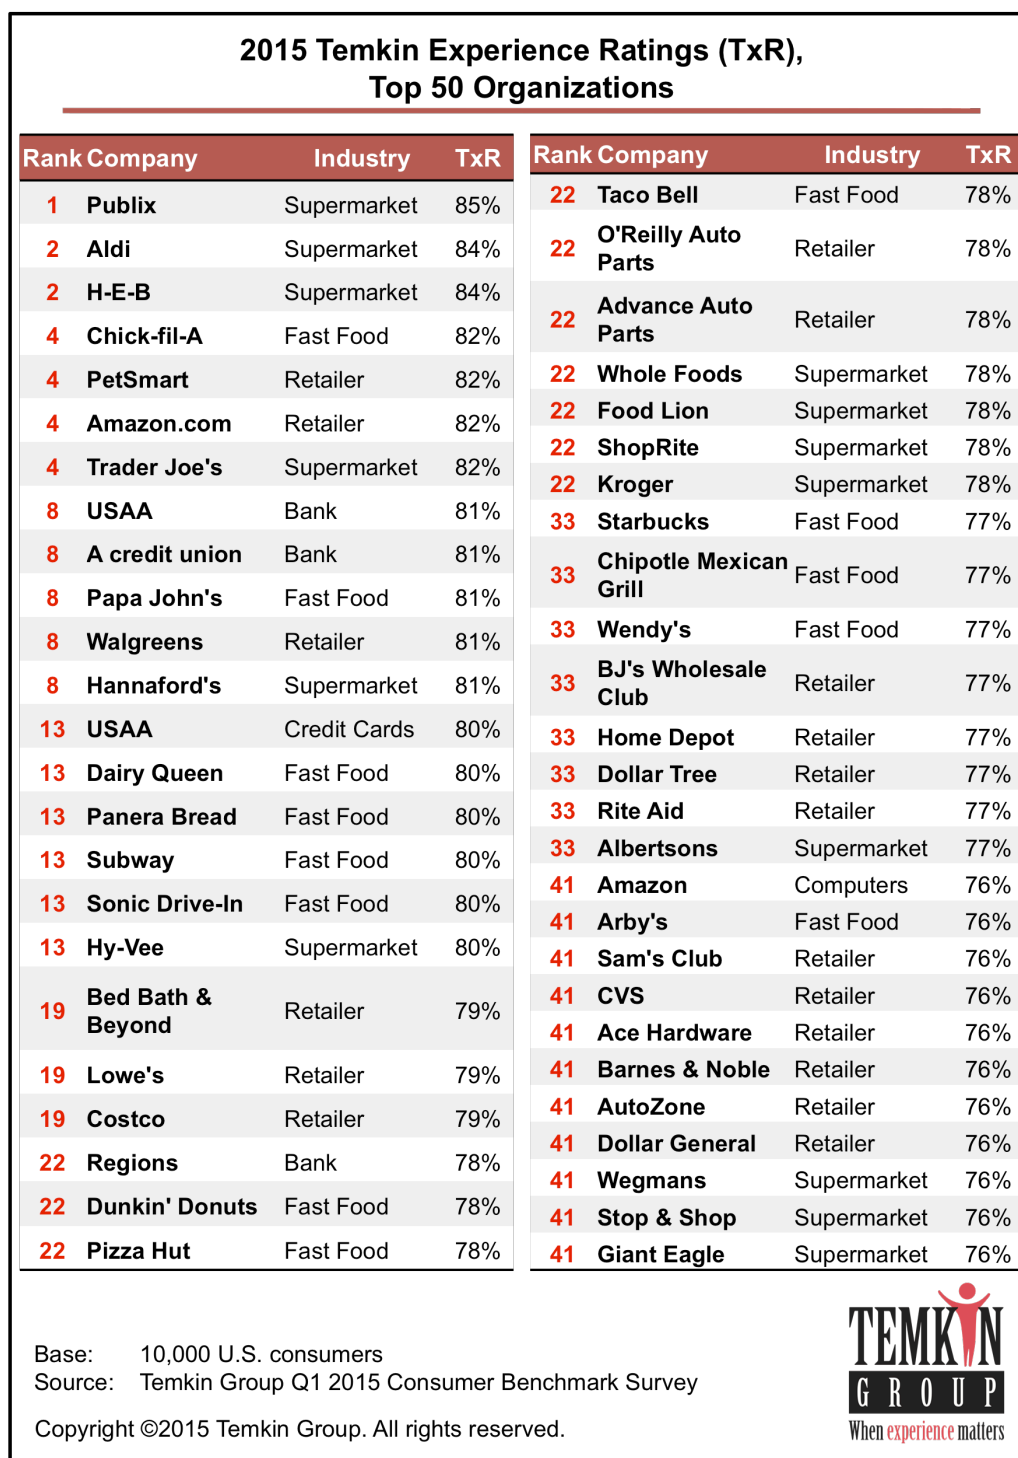 2015 Temkin Experience Ratings (TxR),
Top 50 Organizations
Rank Company Industry TxR
1 Publix Supermarket 85%
2 Aldi Supermarket 84%
2 H-E-B Supermarket 84%
4 Chick-fil-A Fast Food 82%
4 PetSmart Retailer 82%
4 Amazon.com Retailer 82%
4 Trader Joe's Supermarket 82%
8 USAA Bank 81%
8 A credit union Bank 81%
8 Papa John's Fast Food 81%
8 Walgreens Retailer 81%
8 Hannaford's Supermarket 81%
13 USAA Credit Cards 80%
13 Dairy Queen Fast Food 80%
13 Panera Bread Fast Food 80%
13 Subway Fast Food 80%
13 Sonic Drive-In Fast Food 80%
13 Hy-Vee Supermarket 80%
19 Bed Bath &
Beyond Retailer 79%
19 Lowe's Retailer 79%
19 Costco Retailer 79%
22 Regions Bank 78%
22 Dunkin' Donuts Fast Food 78%
22 Pizza Hut Fast Food 78%
Rank Company Industry TxR
22 Taco Bell Fast Food 78%
22 O'Reilly Auto
Parts Retailer 78%
22 Advance Auto
Parts Retailer 78%
22 Whole Foods Supermarket 78%
22 Food Lion Supermarket 78%
22 ShopRite Supermarket 78%
22 Kroger Supermarket 78%
33 Starbucks Fast Food 77%
33 Chipotle Mexican
Grill Fast Food 77%
33 Wendy's Fast Food 77%
33 BJ's Wholesale
Club Retailer 77%
33 Home Depot Retailer 77%
33 Dollar Tree Retailer 77%
33 Rite Aid Retailer 77%
33 Albertsons Supermarket 77%
41 Amazon Computers 76%
41 Arby's Fast Food 76%
41 Sam's Club Retailer 76%
41 CVS Retailer 76%
41 Ace Hardware Retailer 76%
41 Barnes & Noble Retailer 76%
41 AutoZone Retailer 76%
41 Dollar General Retailer 76%
41 Wegmans Supermarket 76%
41 Stop & Shop Supermarket 76%
41 Giant Eagle Supermarket 76%
Base: 10,000 U.S. consumers
Source: Temkin Group Q1 2015 Consumer Benchmark Survey
Copyright ©2015 Temkin Group. All rights reserved.
TEMKIN
GROUP
When experience matters